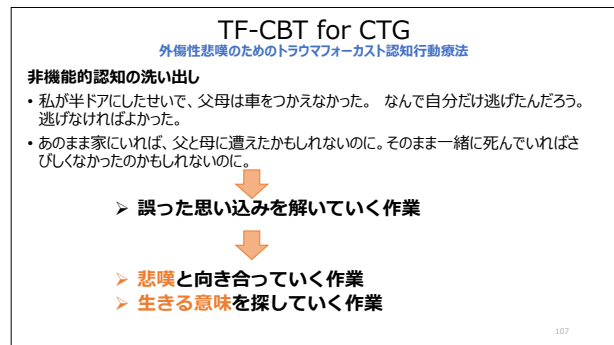 TF-CBT for CTG
外傷性悲嘆のためのトラウマフォーカスト認知行動療法
非機能的認知の洗い出し
• 私が半ドアにしたせいで、父母は車をつかえなかった。 なんで自分だけ逃げたんだろう。
逃げなければよかった。
• あのまま家にいれば、父と母に遭えたかもしれないのに。そのまま一緒に死んでいればさ
びしくなかったのかもしれないのに。
➢ 誤った思い込みを解いていく作業
➢ 悲嘆と向き合っていく作業
➢ 生きる意味を探していく作業
107